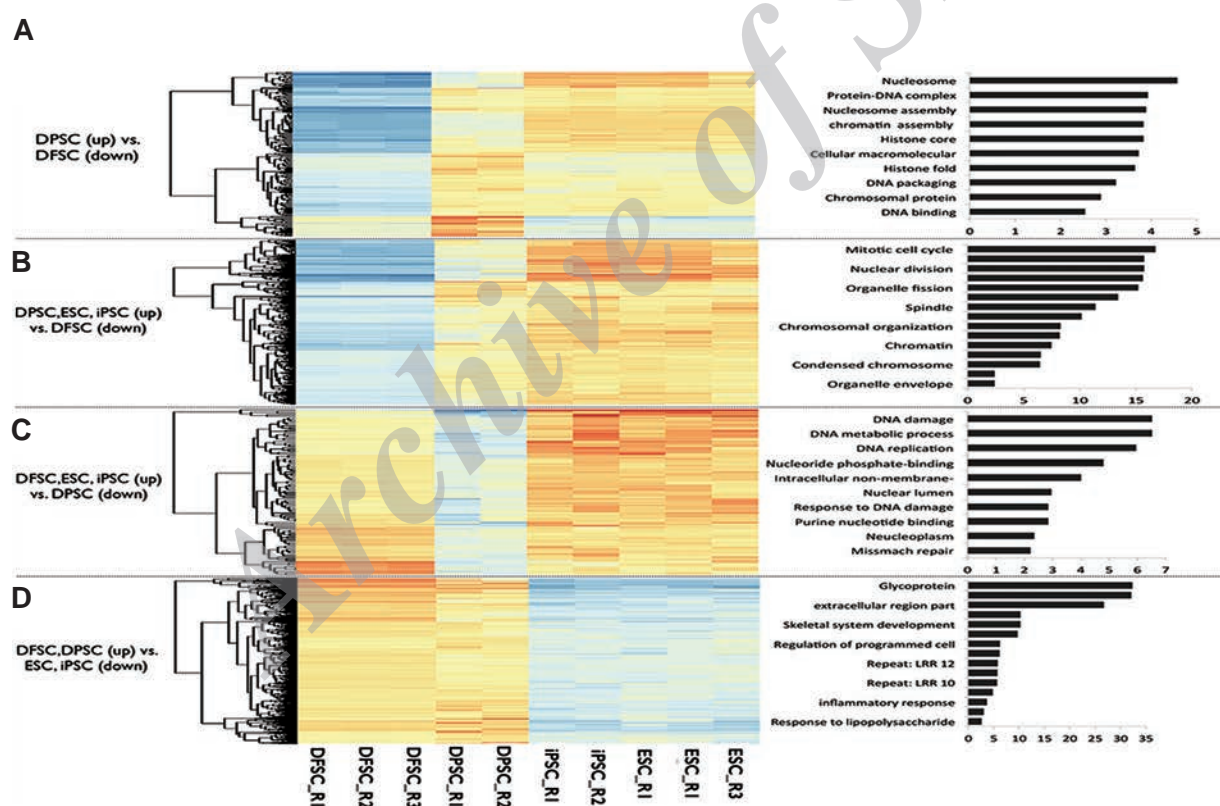 A
DPSC (up) vs.
DFSC (down)
Nucleosome
Protein-DNA complex
Nucleosome assembly
chromatin assembly
Histone core
Cellular macromolecular
Histone fold
DNA packaging
Chromosomal protein
DNA binding
0 1 2 3 4 5
B
DPSC,ESC, iPSC (up)
vs. DFSC (down)
Mitotic cell cycle
Nuclear division
Organelle fission
Spindle
Chromosomal organization
Chromatin
Condensed chromosome
Organelle envelope
0 5 10 15 20
C
DFSC,ESC, iPSC (up)
vs. DPSC (down)
DNA damage
DNA metabolic process
DNA replication
Nucleoride phosphate-binding
Intracellular non-membrane-
Nuclear lumen
Response to DNA damage
Purine nucleotide binding
Neucleoplasm
Missmach repair
0 1 2 3 4 5 6 7
D
DFSC,DPSC (up) vs.
ESC, iPSC (down)
Glycoprotein
extracellular region part
Skeletal system development
Regulation of programmed cell
Repeat: LRR 12
Repeat: LRR 10
inflammatory response
Response to lipopolysaccharide
0 5 10 15 20 25 30 35
DFSC_R1
DFSC_R2
DFSC_R3
DPSC_R1
DPSC_R2
iPSC_R1
iPSC_R2
ESC_R1
ESC_R1
ESC_R3
Archive of